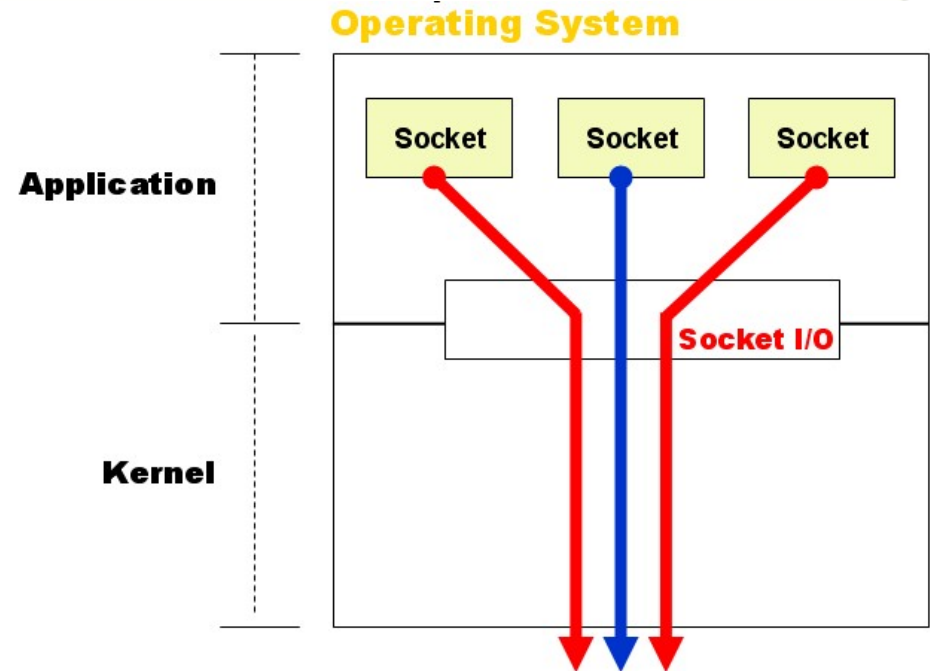 Operating System
Socket
Socket
Socket
Application
Socket I/O
Kernel